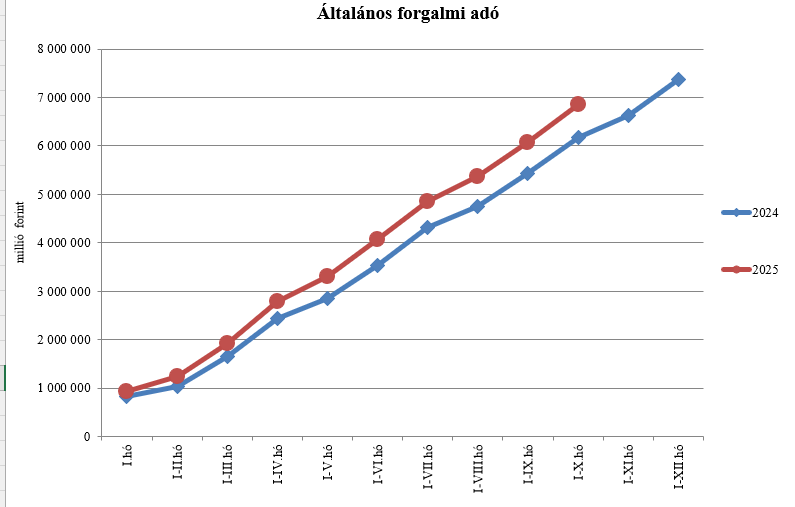 Általános forgalmi adó
8 000 000
7 000 000
6 000 000
5 000 000
4 000 000
3 000 000
2 000 000
1 000 000
0
millió forint
I.hó
I-II.hó
I-III.hó
I-IV.hó
I-V.hó
I-VI.hó
I-VII.hó
I-VIII.hó
I-IX.hó
I-X.hó
I-XI.hó
I-XII.hó
2024
2025